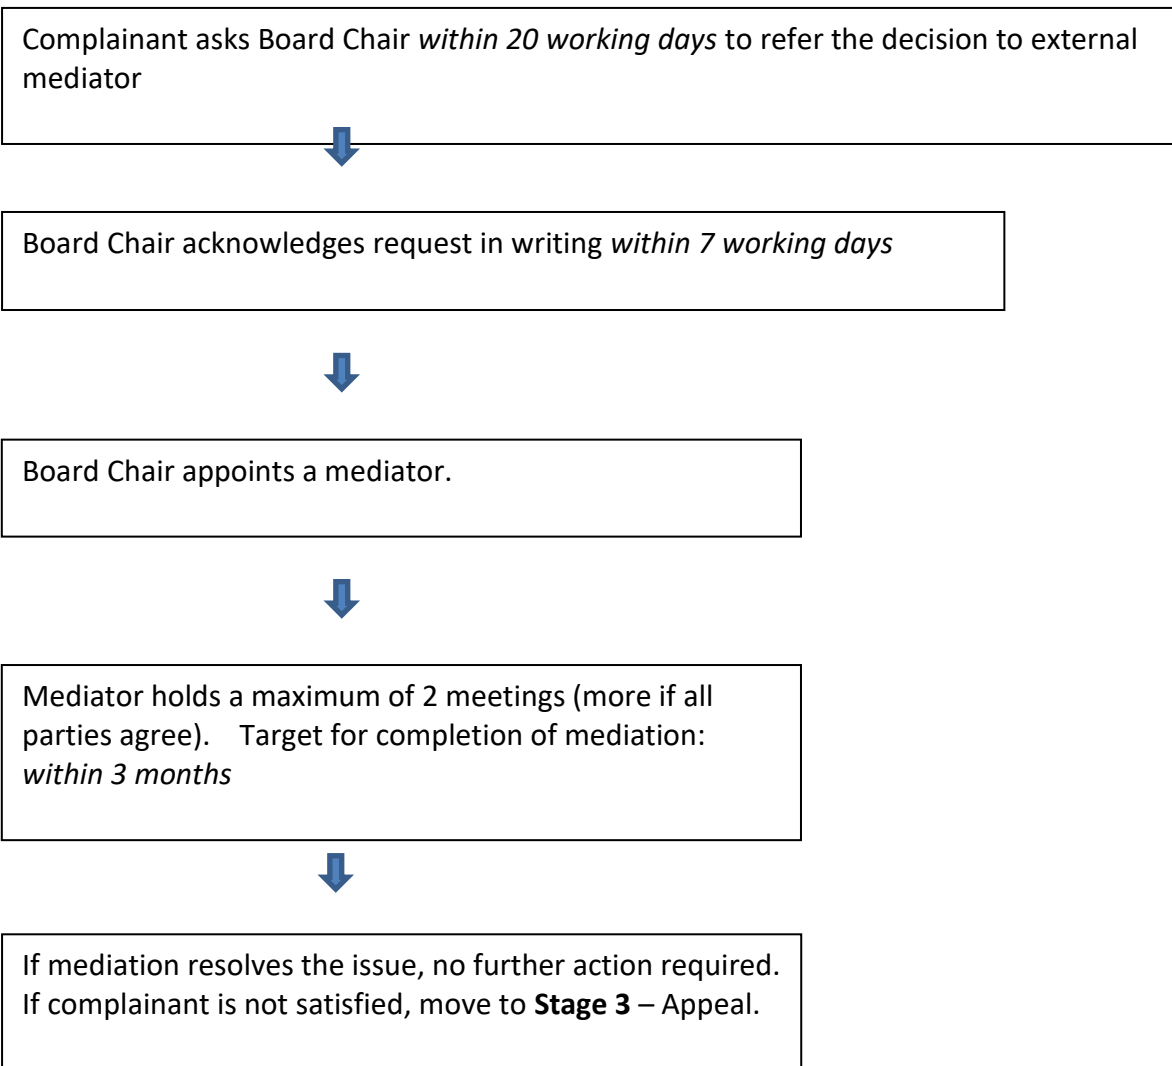 Complainant asks Board Chair within 20 working days to refer the decision to external
mediator
Board Chair acknowledges request in writing within 7 working days
Board Chair appoints a mediator.
Mediator holds a maximum of 2 meetings (more if all
parties agree).    Target for completion of mediation:
within 3 months
If mediation resolves the issue, no further action required.
If complainant is not satisfied, move to Stage 3 – Appeal.